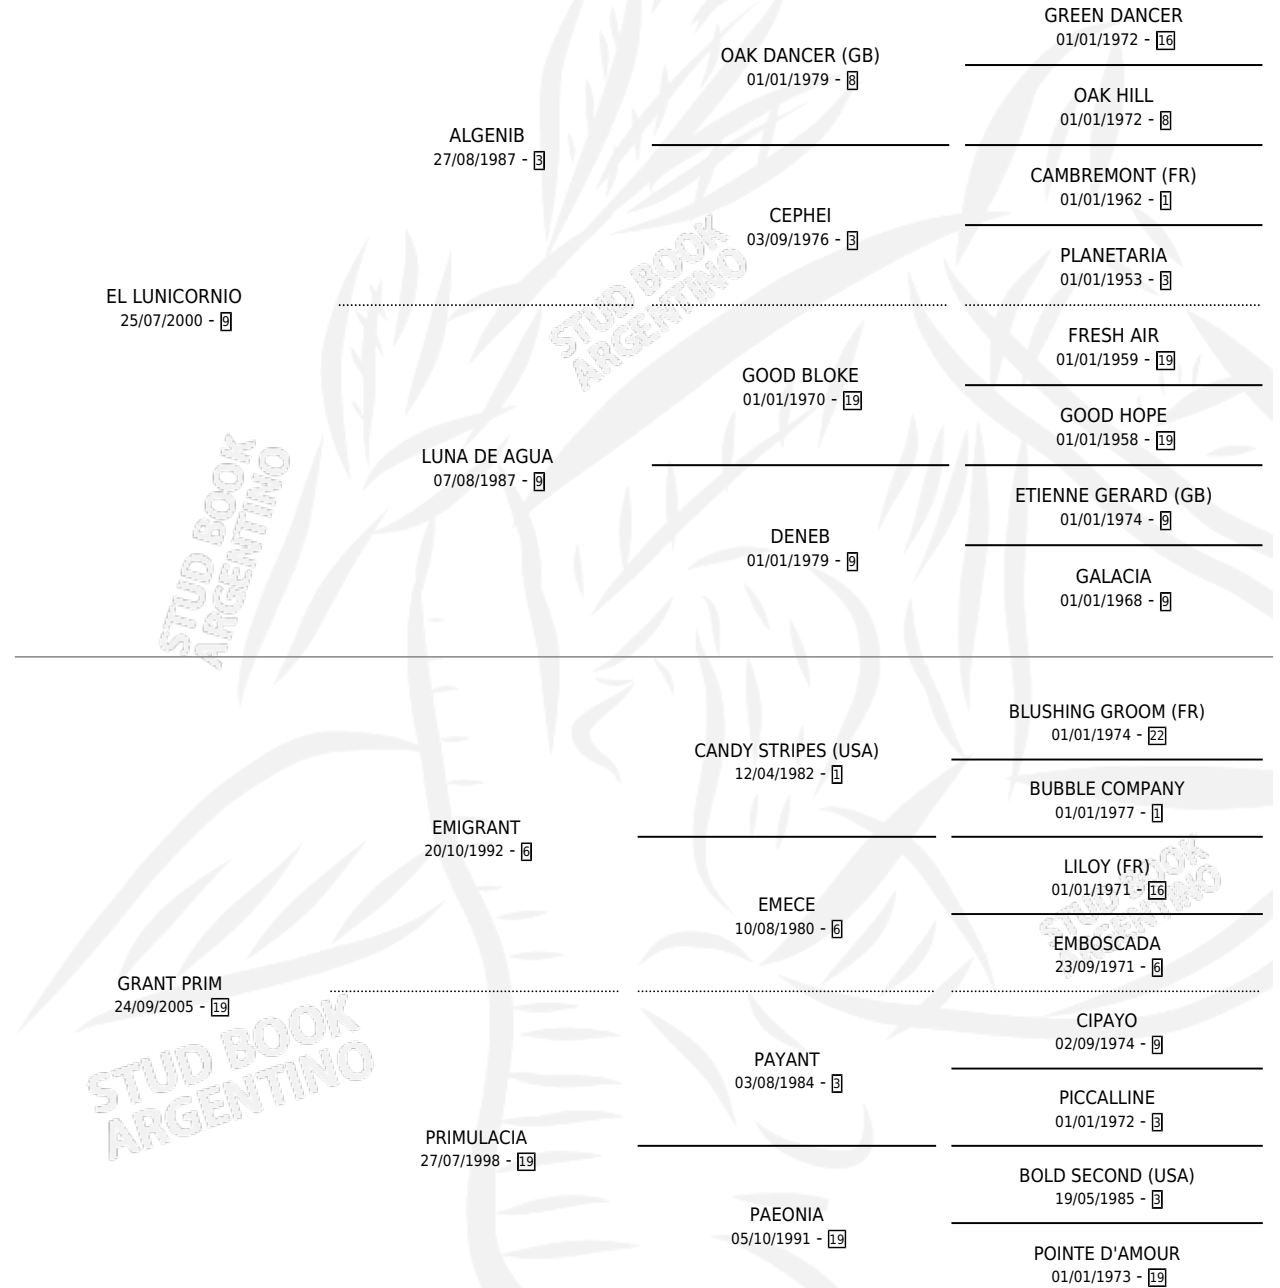 GREEN DANCER
01/01/1972 - 16
OAK DANCER (GB)
01/01/1979 - 8
OAK HILL
01/01/1972 - 8
ALGENIB
27/08/1987 - 3
CAMBREMONT (FR)
01/01/1962 - 1
CEPHEI
03/09/1976 - 3
PLANETARIA
01/01/1953 - 3
EL LUNICORNIO
25/07/2000 - 9
FRESH AIR
01/01/1959 - 19
GOOD BLOKE
01/01/1970 - 19
GOOD HOPE
01/01/1958 - 19
LUNA DE AGUA
07/08/1987 - 9
ETIENNE GERARD (GB)
01/01/1974 - 9
DENEB
01/01/1979 - 9
GALACIA
01/01/1968 - 9
BLUSHING GROOM (FR)
01/01/1974 - 22
CANDY STRIPES (USA)
12/04/1982 - 1
BUBBLE COMPANY
01/01/1977 - 1
EMIGRANT
20/10/1992 - 6
LILOY (FR)
01/01/1971 - 16
EMECE
10/08/1980 - 6
EMBOSCADA
23/09/1971 - 6
GRANT PRIM
24/09/2005 - 19
CIPAYO
02/09/1974 - 9
PAYANT
03/08/1984 - 3
PICCALLINE
01/01/1972 - 3
PRIMULACIA
27/07/1998 - 19
BOLD SECOND (USA)
19/05/1985 - 3
PAEONIA
05/10/1991 - 19
POINTE D'AMOUR
01/01/1973 - 19
STUD BOOK
ARGENTINO
STUD BOOK
ARGENTINO
STUD BOOK
ARGENTINO
STUD BOOK
ARGENTINO